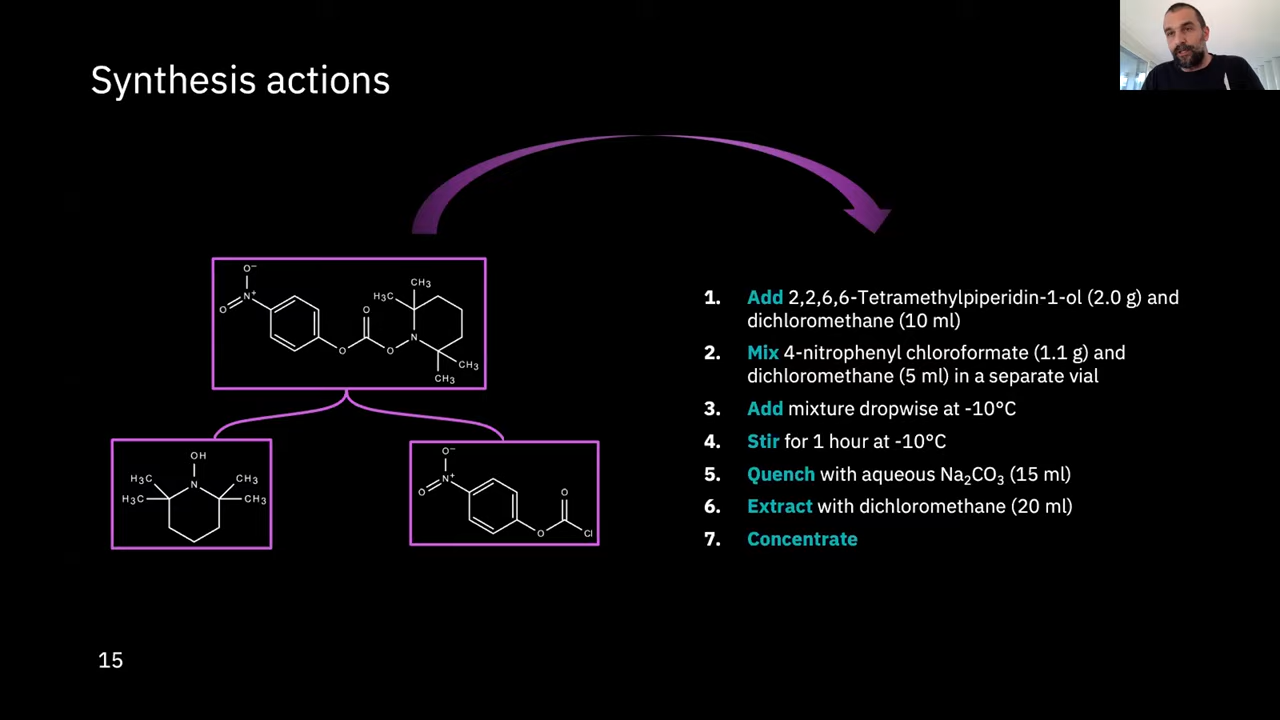 Synthesis actions
O⁻
N⁺
O
O
O
O
N
CH₃
H₃C
CH₃
CH₃
OH
N
H₃C
H₃C
CH₃
CH₃
O⁻
N⁺
O
O
O
Cl
1. Add 2,2,6,6-Tetramethylpiperidin-1-ol (2.0 g) and
dichloromethane (10 ml)
2. Mix 4-nitrophenyl chloroformate (1.1 g) and
dichloromethane (5 ml) in a separate vial
3. Add mixture dropwise at -10°C
4. Stir for 1 hour at -10°C
5. Quench with aqueous Na₂CO₃ (15 ml)
6. Extract with dichloromethane (20 ml)
7. Concentrate
15